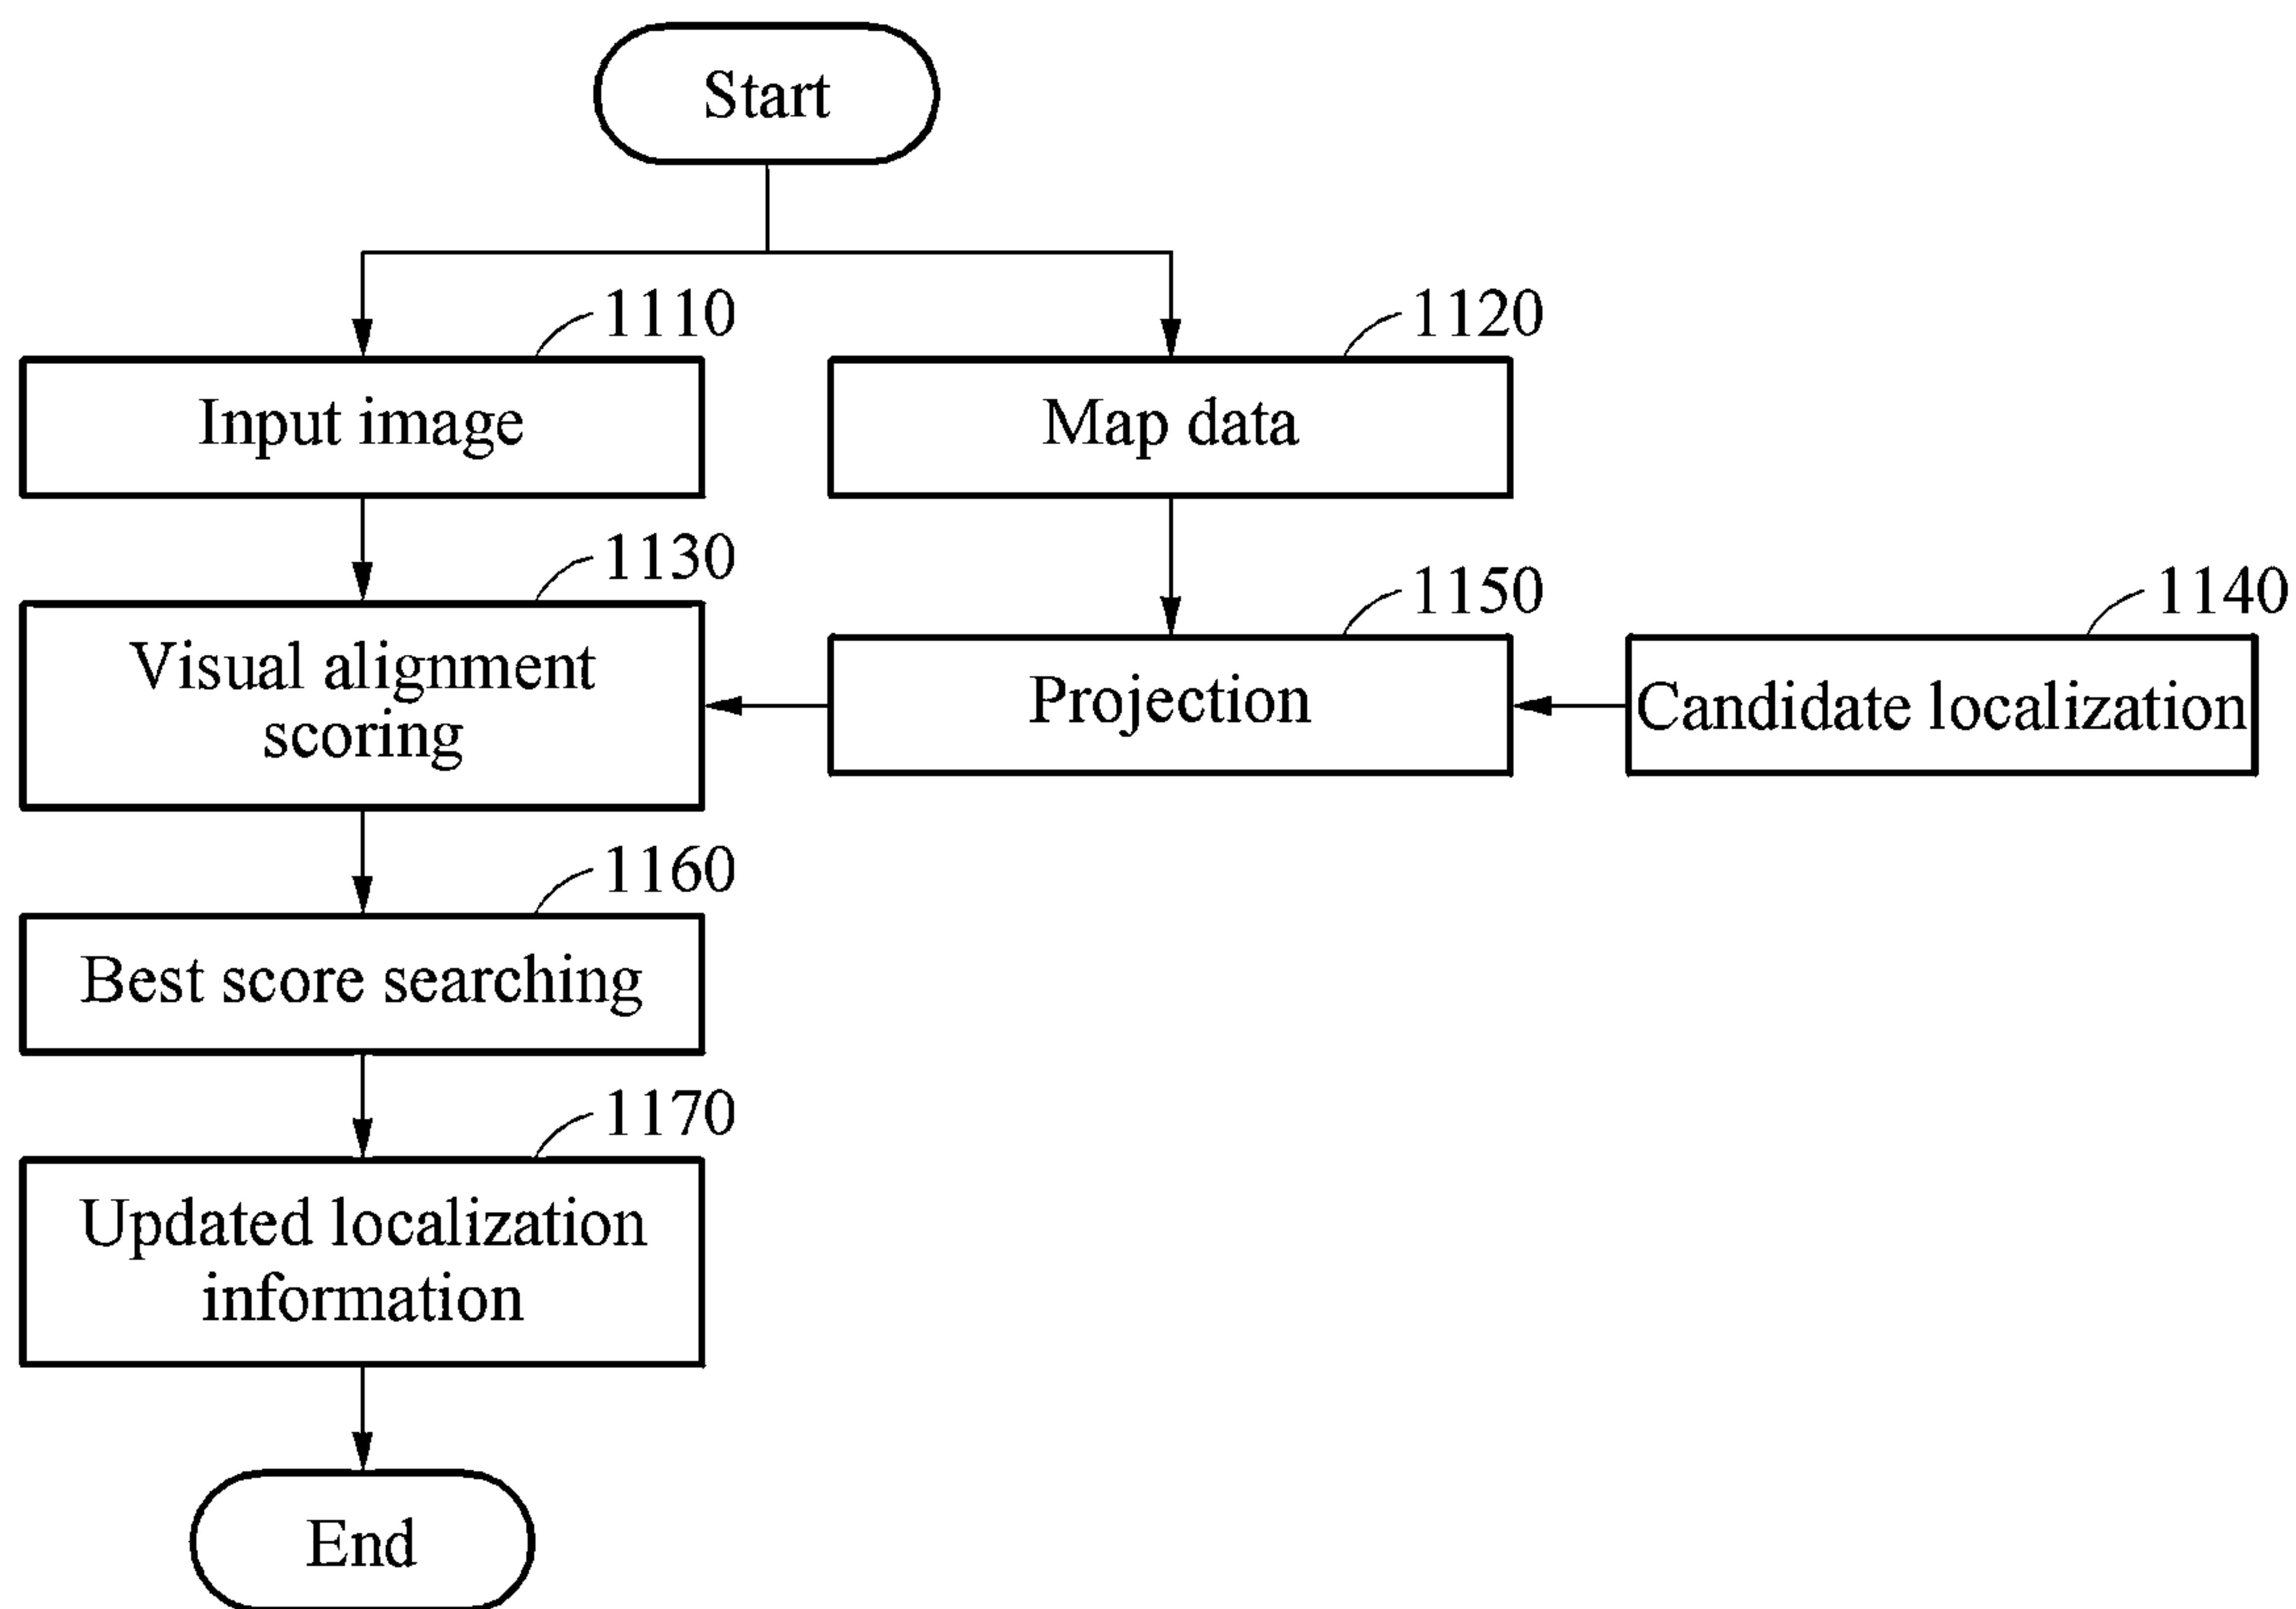 Start
1110
1120
Input image
Map data
1130
1150
1140
Visual alignment
scoring
Projection
Candidate localization
1160
Best score searching
1170
Updated localization
information
End